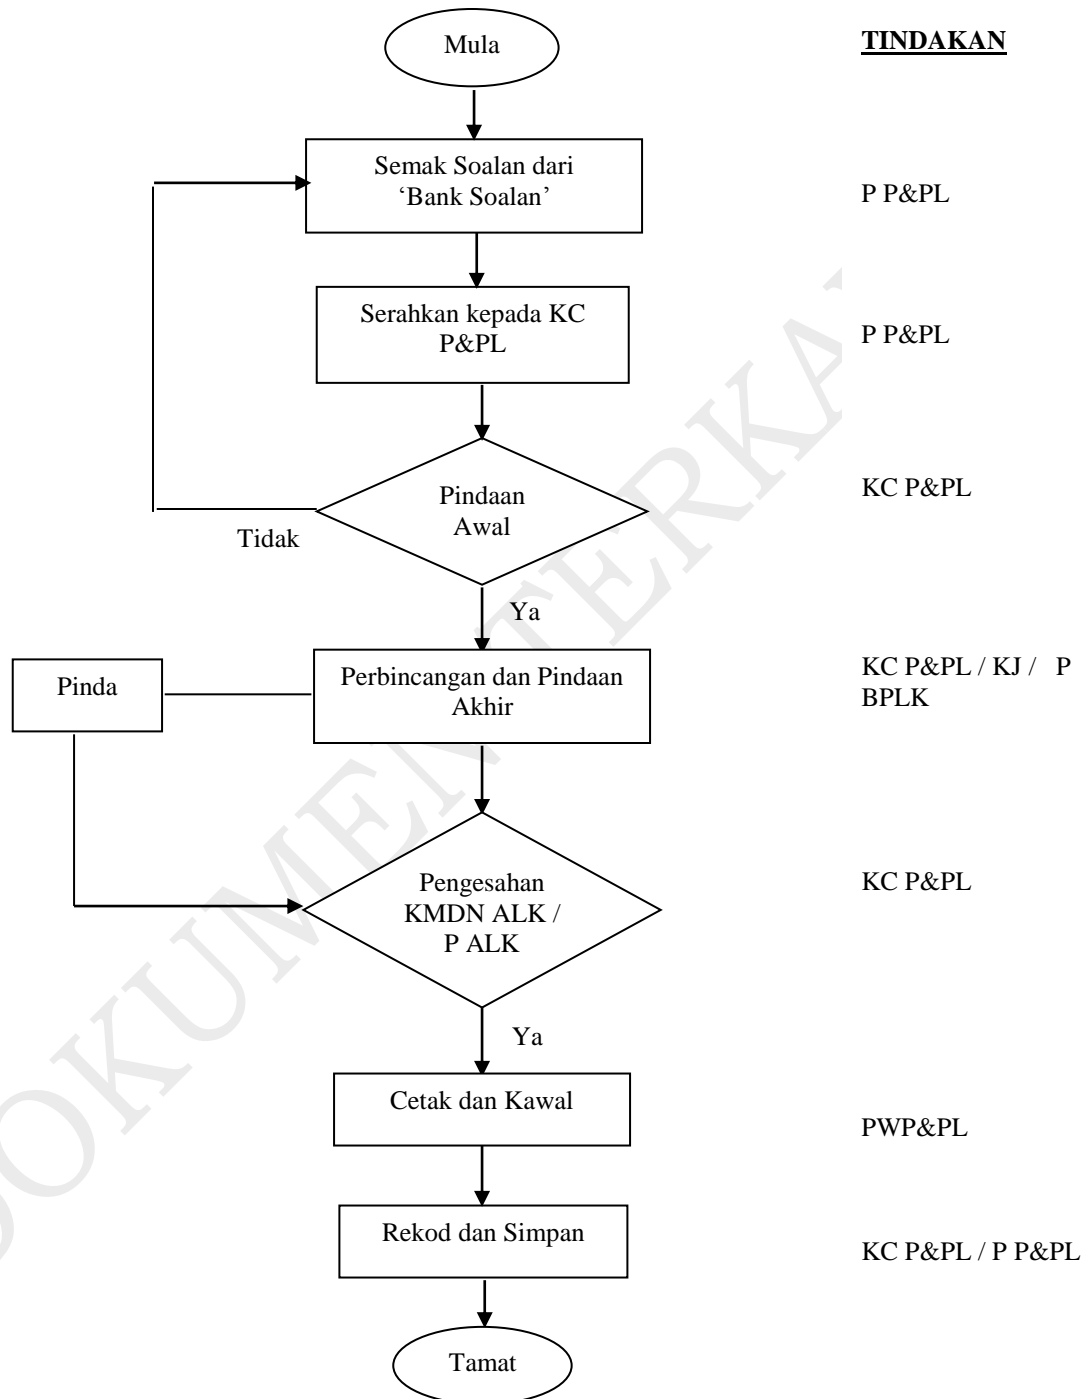 Mula
TINDAKAN
Semak Soalan dari
‘Bank Soalan’
P P&PL
Serahkan kepada KC
P&PL
P P&PL
Pindaan
Awal
KC P&PL
Tidak
Ya
Pinda
Perbincangan dan Pindaan
Akhir
KC P&PL / KJ / P
BPLK
Pengesahan
KMDN ALK /
P ALK
KC P&PL
Ya
Cetak dan Kawal
PWP&PL
Rekod dan Simpan
KC P&PL / P P&PL
Tamat
DOKUMEN TERKA